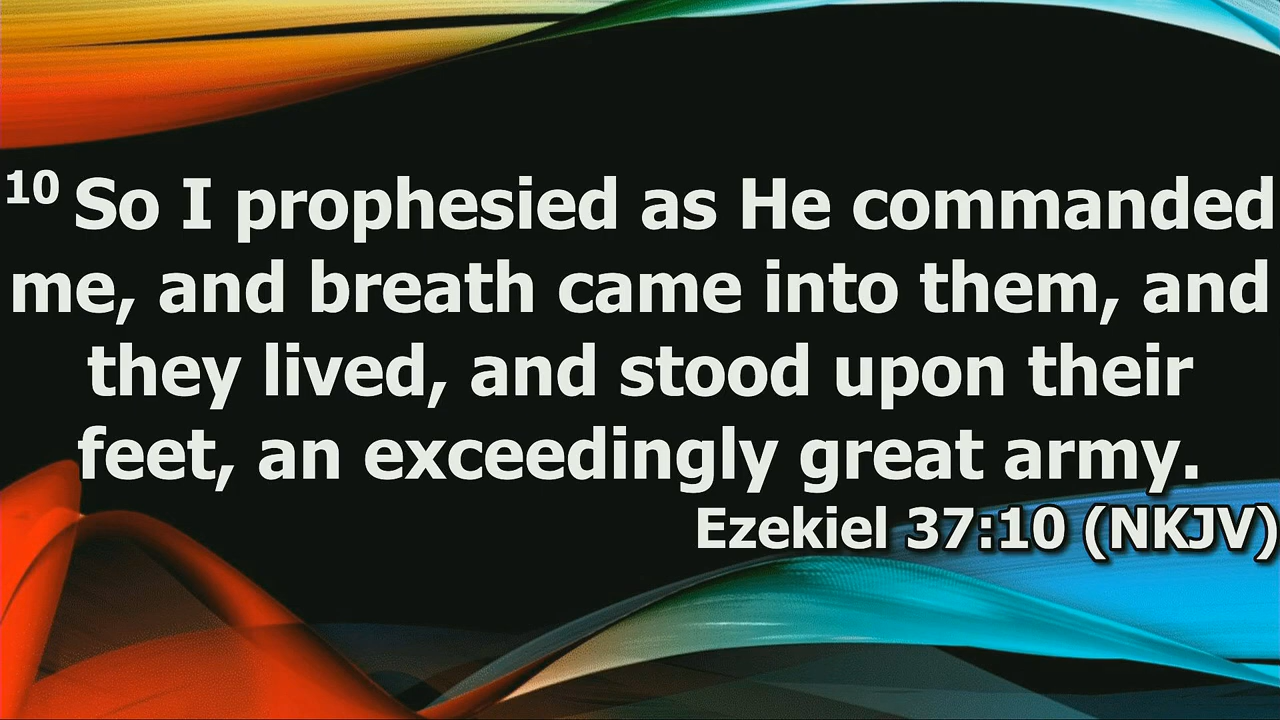 10 So I prophesied as He commanded
me, and breath came into them, and
they lived, and stood upon their
feet, an exceedingly great army.
Ezekiel 37:10 (NKJV)